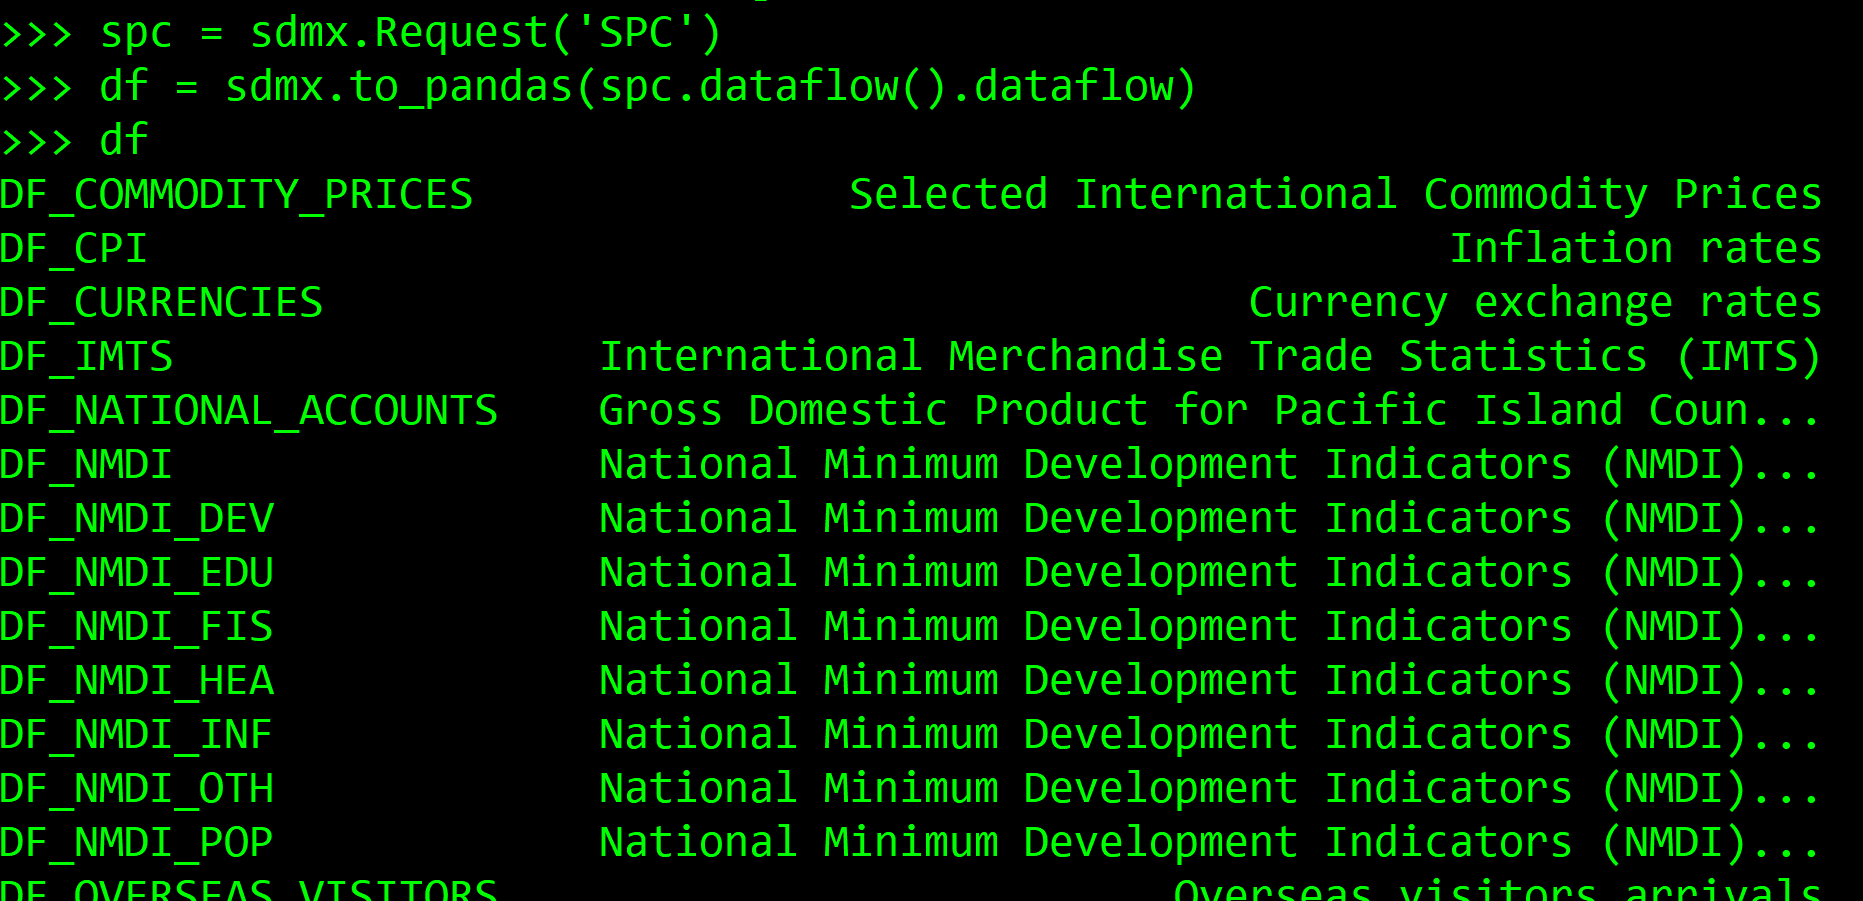 >>> spc = sdmx.Request('SPC')
>>> df = sdmx.to_pandas(spc.dataflow().dataflow)
>>> df
DF_COMMODITY_PRICES Selected International Commodity Prices
DF_CPI Inflation rates
DF_CURRENCIES Currency exchange rates
DF_IMTS International Merchandise Trade Statistics (IMTS)
DF_NATIONAL_ACCOUNTS Gross Domestic Product for Pacific Island Coun...
DF_NMDI National Minimum Development Indicators (NMDI)...
DF_NMDI_DEV National Minimum Development Indicators (NMDI)...
DF_NMDI_EDU National Minimum Development Indicators (NMDI)...
DF_NMDI_FIS National Minimum Development Indicators (NMDI)...
DF_NMDI_HEA National Minimum Development Indicators (NMDI)...
DF_NMDI_INF National Minimum Development Indicators (NMDI)...
DF_NMDI_OTH National Minimum Development Indicators (NMDI)...
DF_NMDI_POP National Minimum Development Indicators (NMDI)...
DF_OVERSEAS_VISITORS Overseas visitors arrivals